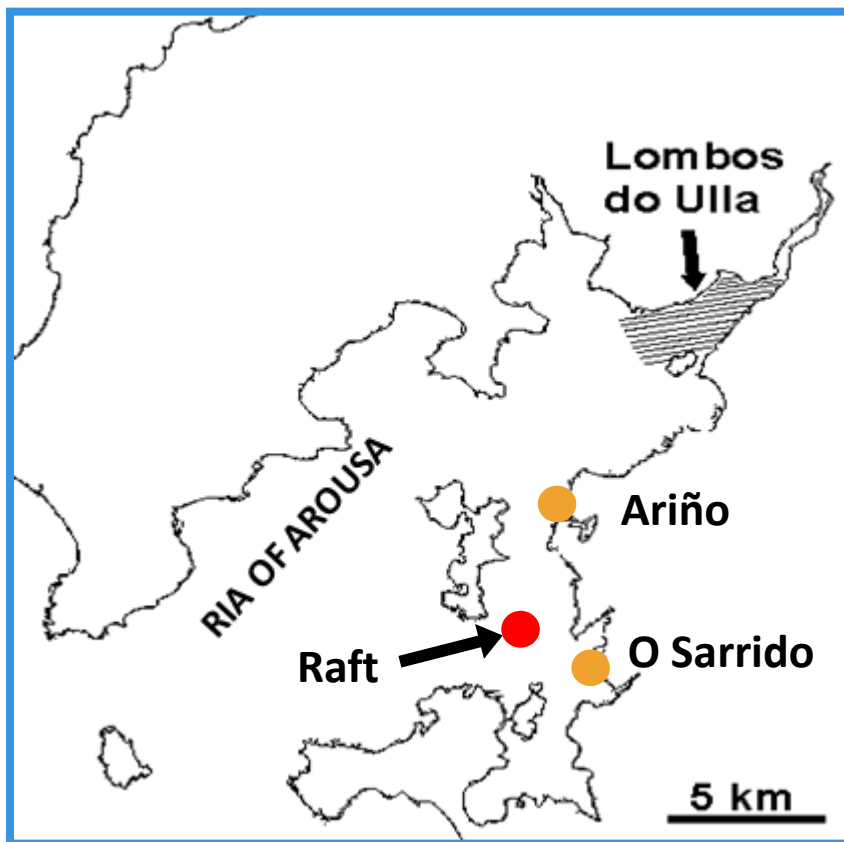 Lombos
do Ulla
RIA OF AROUSA
Ariño
Raft
O Sarrido
5 km